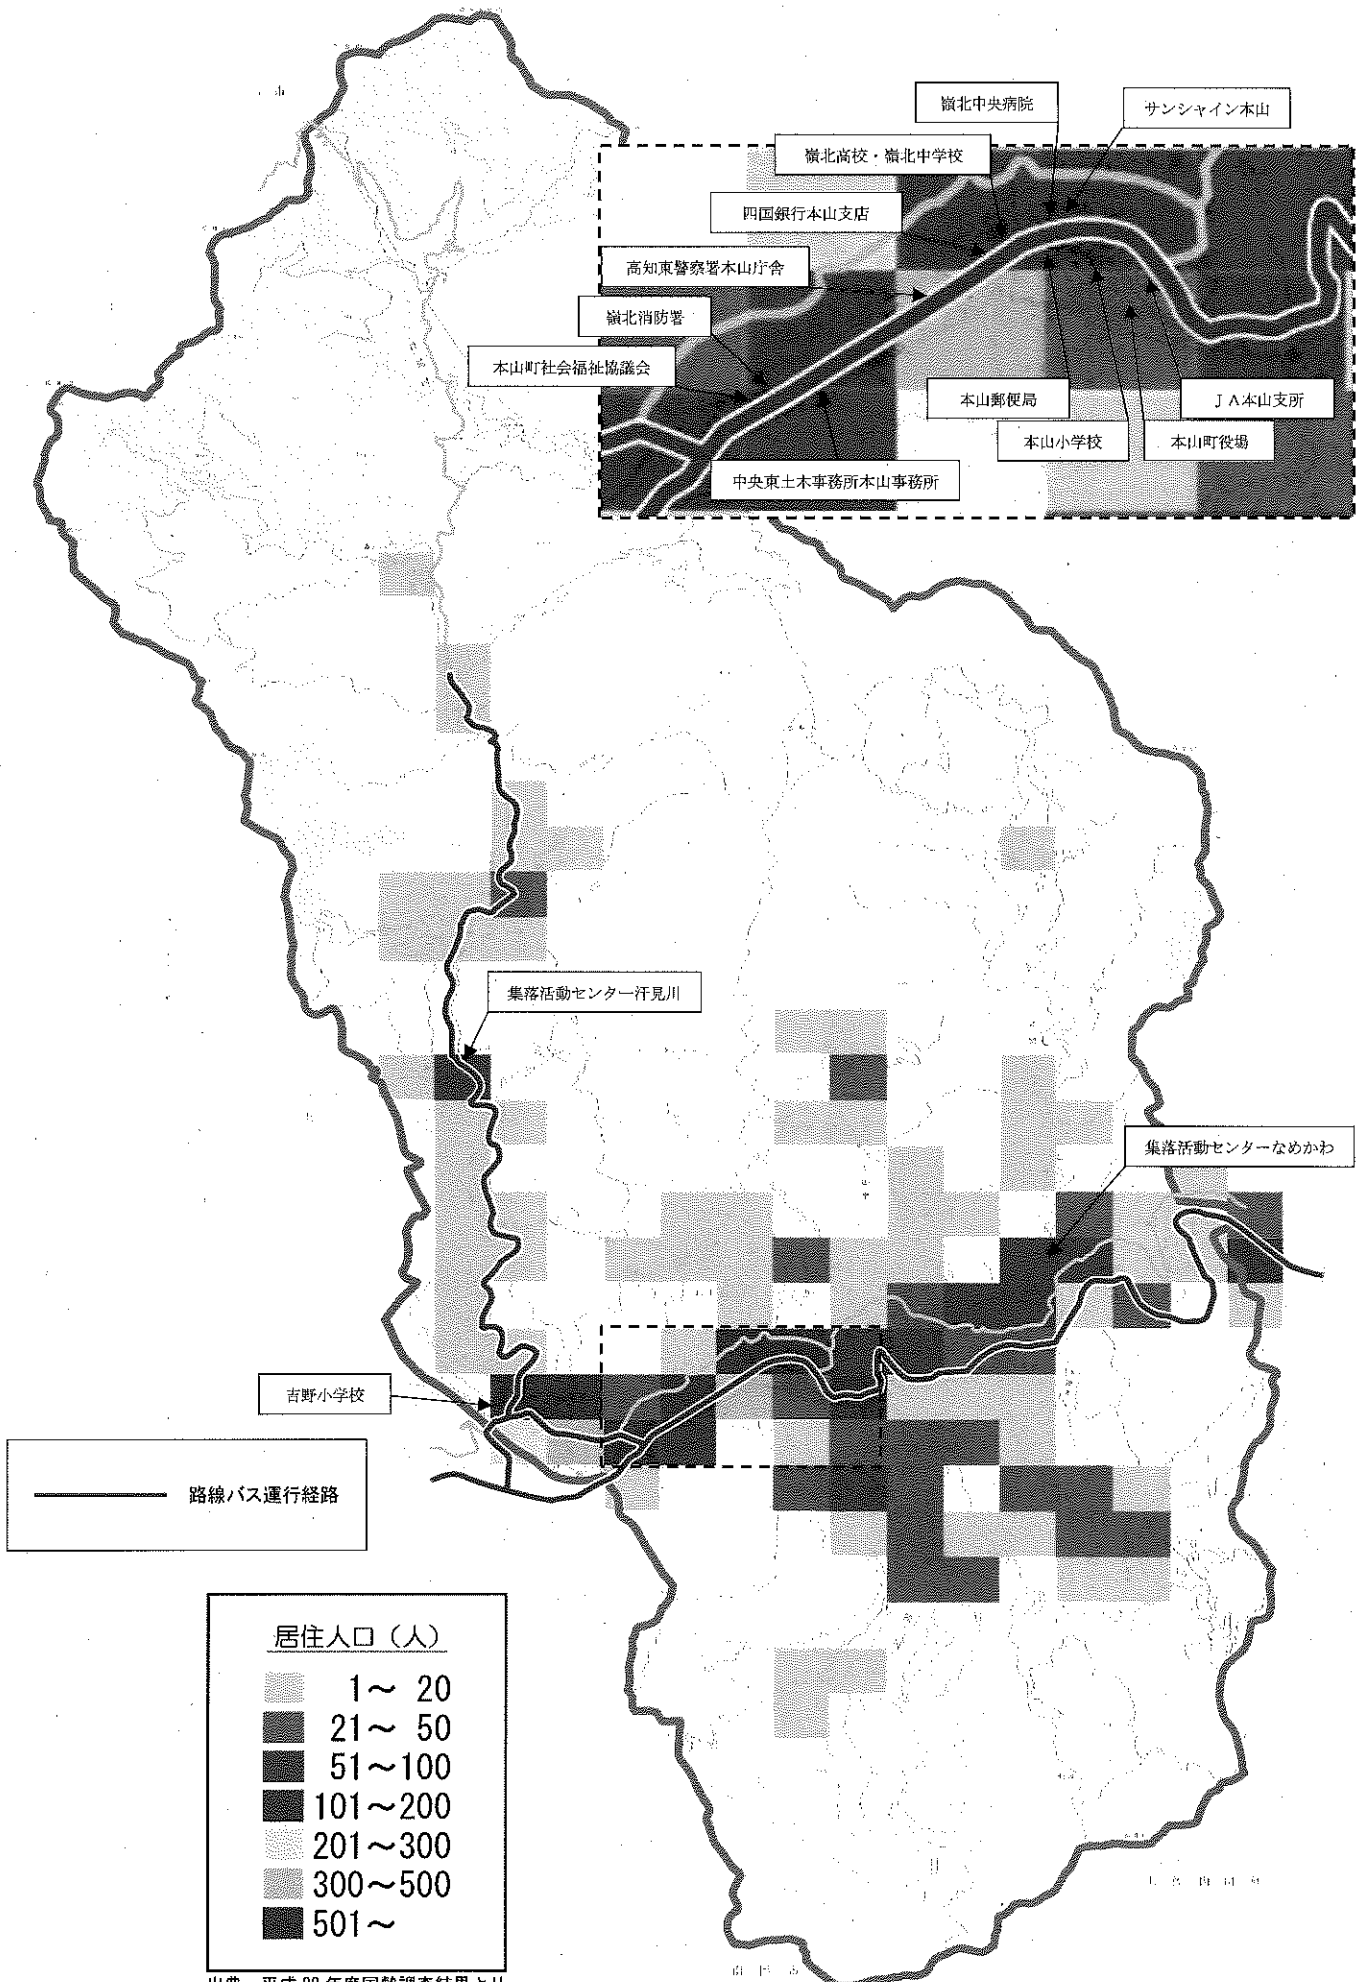 嶺北中央病院
サンシャイン本山
嶺北高校・嶺北中学校
四国銀行本山支店
高知東警察署本山庁舎
嶺北消防署
本山町社会福祉協議会
本山郵便局
JA本山支所
本山小学校
本山町役場
中央東土木事務所本山事務所
集落活動センター汗見川
集落活動センターなめかわ
吉野小学校
路線バス運行経路
居住人口（人）
1～ 20
21～ 50
51～100
101～200
201～300
300～500
501～